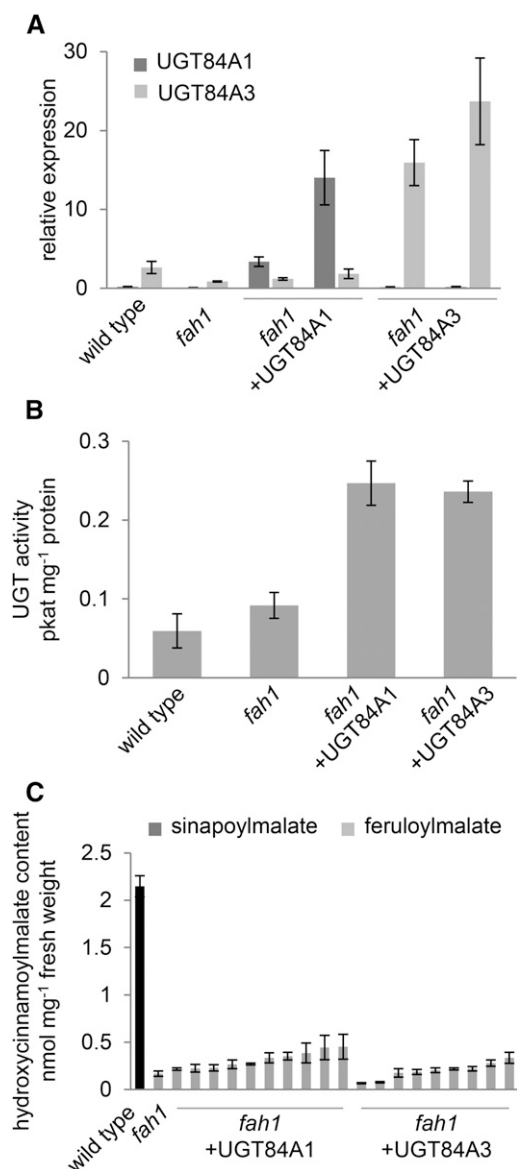 A
UGT84A1
UGT84A3
relative expression
30
20
10
0
wild type
fah1
fah1
+UGT84A1
fah1
+UGT84A3
B
UGT activity
pkat mg⁻¹ protein
0.3
0.2
0.1
0
wild type
fah1
fah1
+UGT84A1
fah1
+UGT84A3
C
sinapoylmalate
feruloylmalate
hydroxycinnamoylmalate content
nmol mg⁻¹ fresh weight
2.5
2
1.5
1
0.5
0
wild type
fah1
fah1
+UGT84A1
fah1
+UGT84A3